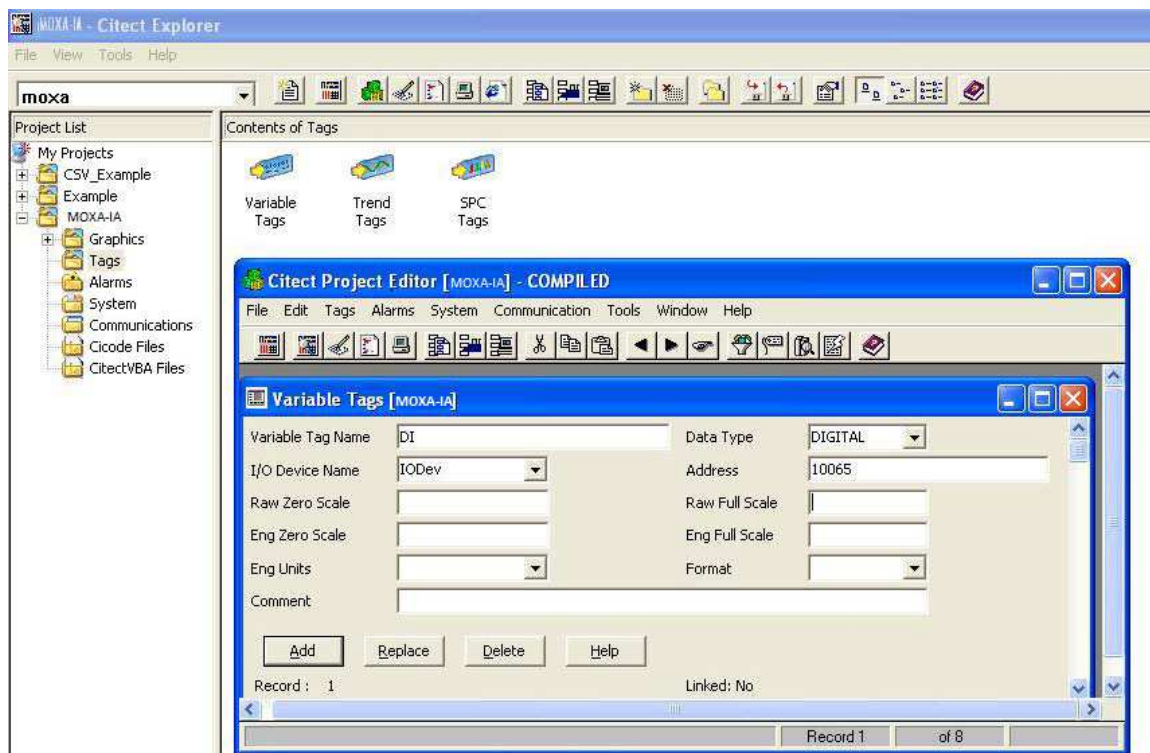 MOXA-IA - Citect Explorer
File View Tools Help
moxa
Project List
Contents of Tags
My Projects
CSV_Example
Example
MOXA-IA
Graphics
Tags
Alarms
System
Communications
Cicode Files
CitectVBA Files
Variable Tags
Trend Tags
SPC Tags
Citect Project Editor [MOXA-IA] - COMPILED
File Edit Tags Alarms System Communication Tools Window Help
Variable Tags [MOXA-IA]
Variable Tag Name DI Data Type DIGITAL
I/O Device Name IODev Address 10065
Raw Zero Scale Raw Full Scale
Eng Zero Scale Eng Full Scale
Eng Units Format
Comment
Add Replace Delete Help
Record : 1 Linked: No
Record 1 of 8